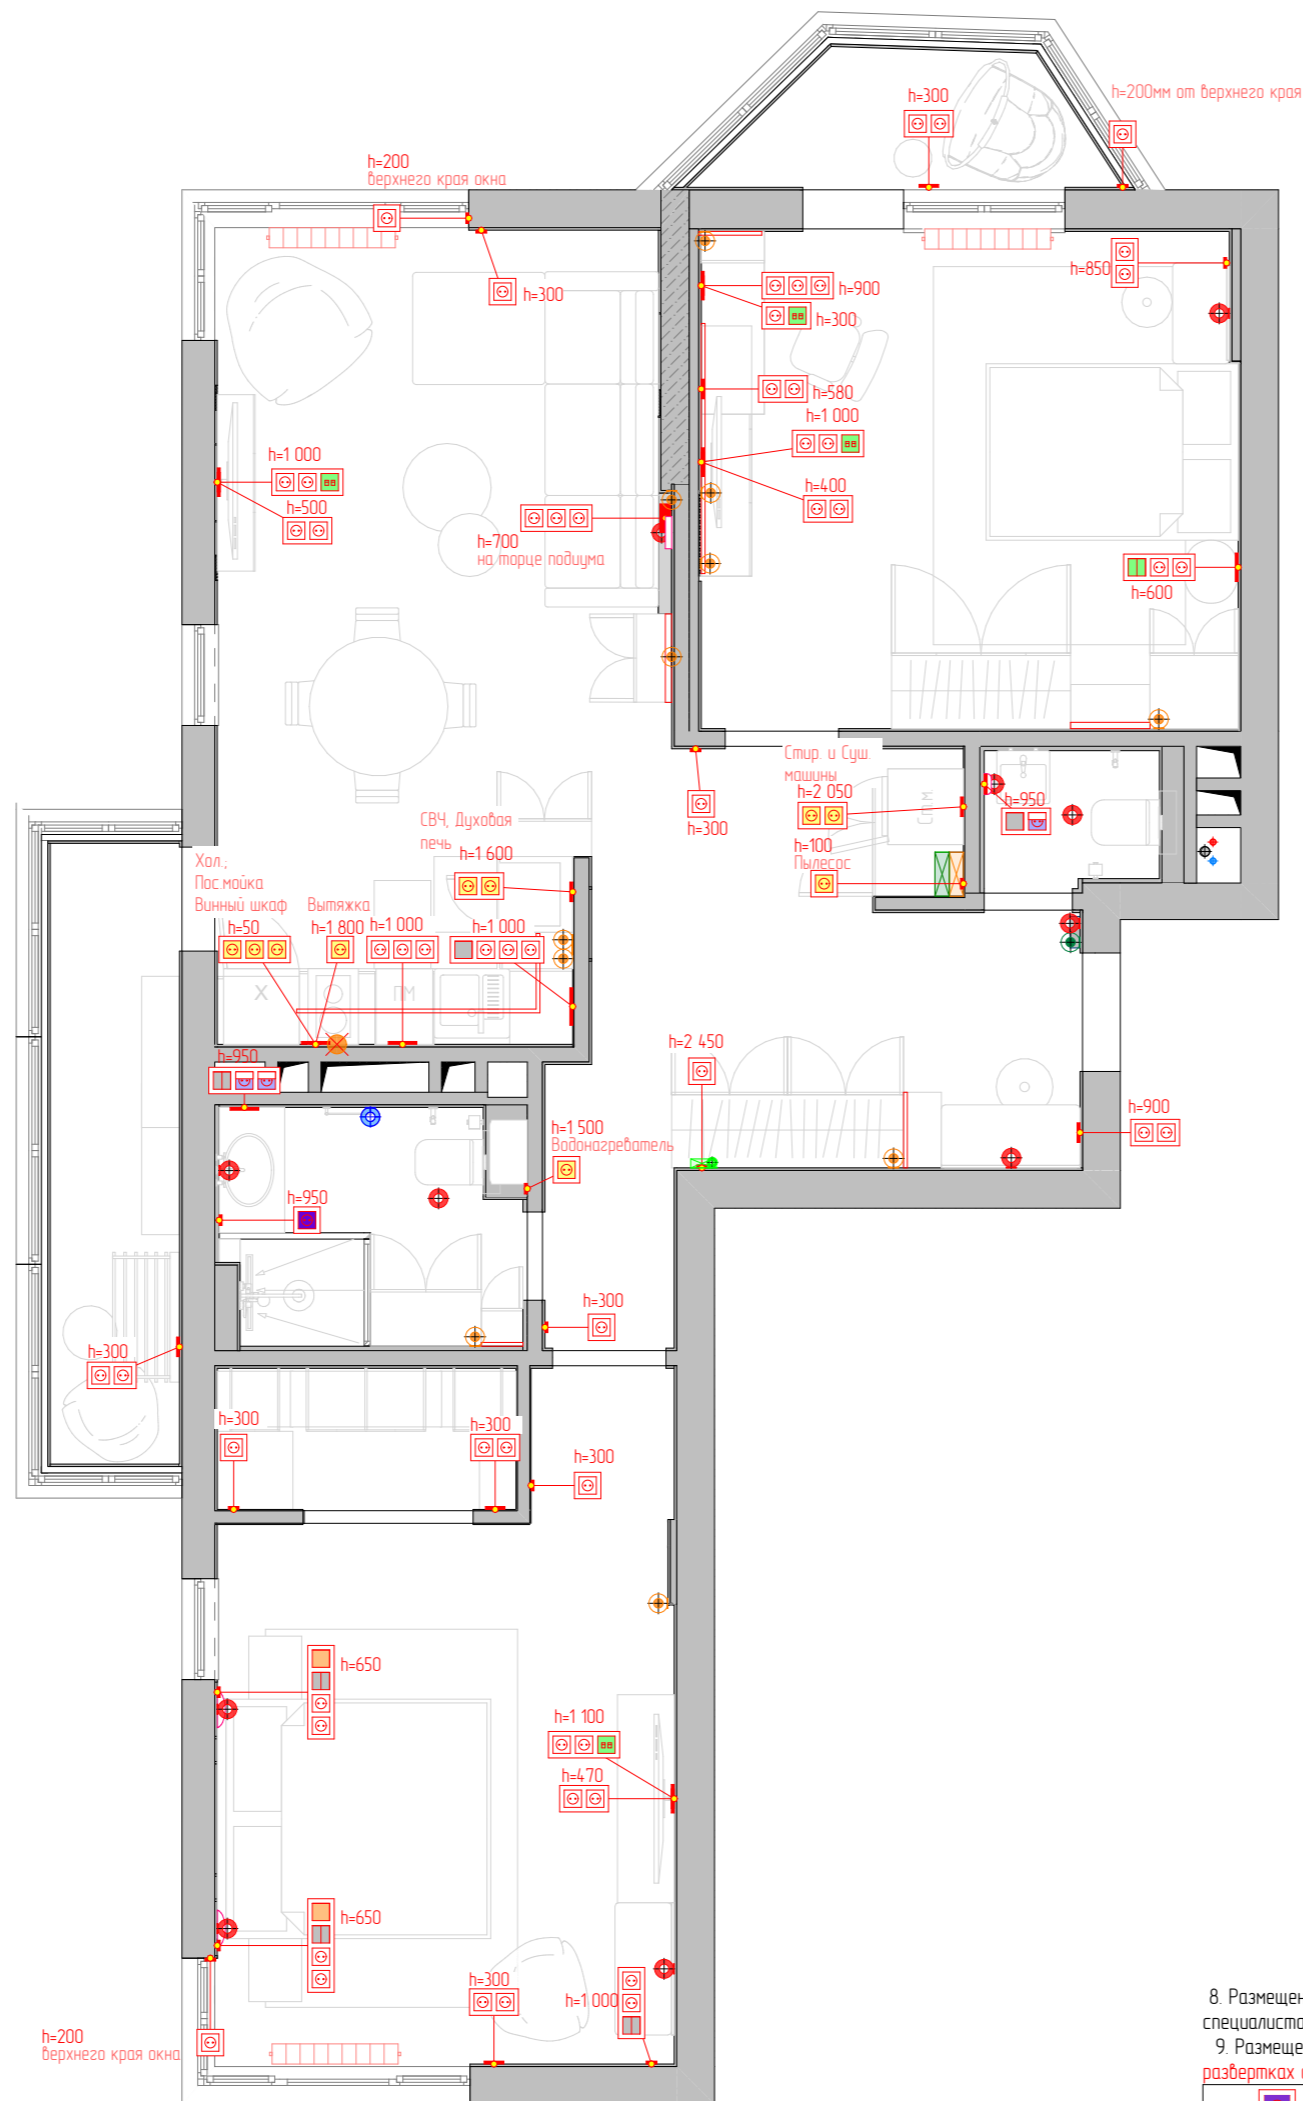 h=300
h=200мм от верхнего края
h=200
верхнего края окна
h=300
h=850
h=900
h=300
h=580
h=1 000
h=1 000
h=500
h=400
h=700
на торце подиума
h=600
Стир. и Суш.
машины
h=2 050
h=300
h=950
h=100
Пылесос
Ст.м.
СВЧ, Духовая
печь
h=1 600
Хол.;
Пос.мойка
Винный шкаф
h=50
Вытяжка
h=1 800
h=1 000
h=1 000
X
ПМ
h=950
h=2 450
h=900
h=1 500
Водонагреватель
h=950
h=300
h=300
h=300
h=300
h=300
h=650
h=1 100
h=470
h=650
h=300
h=1 000
h=200
верхнего края окна
8. Размещен
специалиста
9. Размеще
развертках